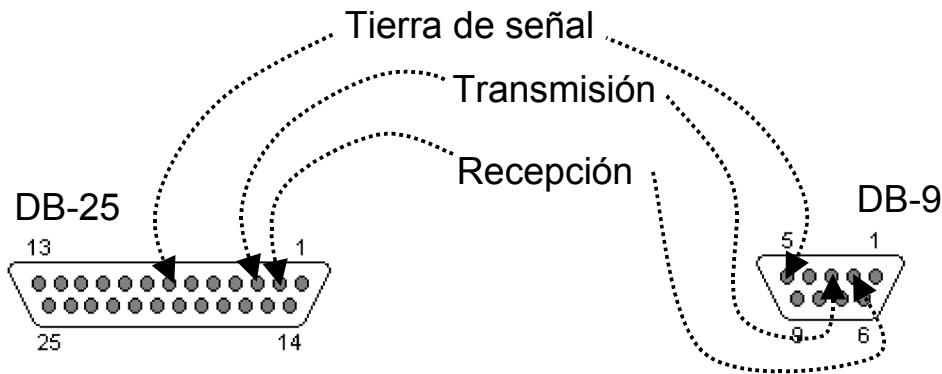 Tierra de señal
Transmisión
Recepción
DB-25
DB-9
13 1
5 1
25 14
9 6